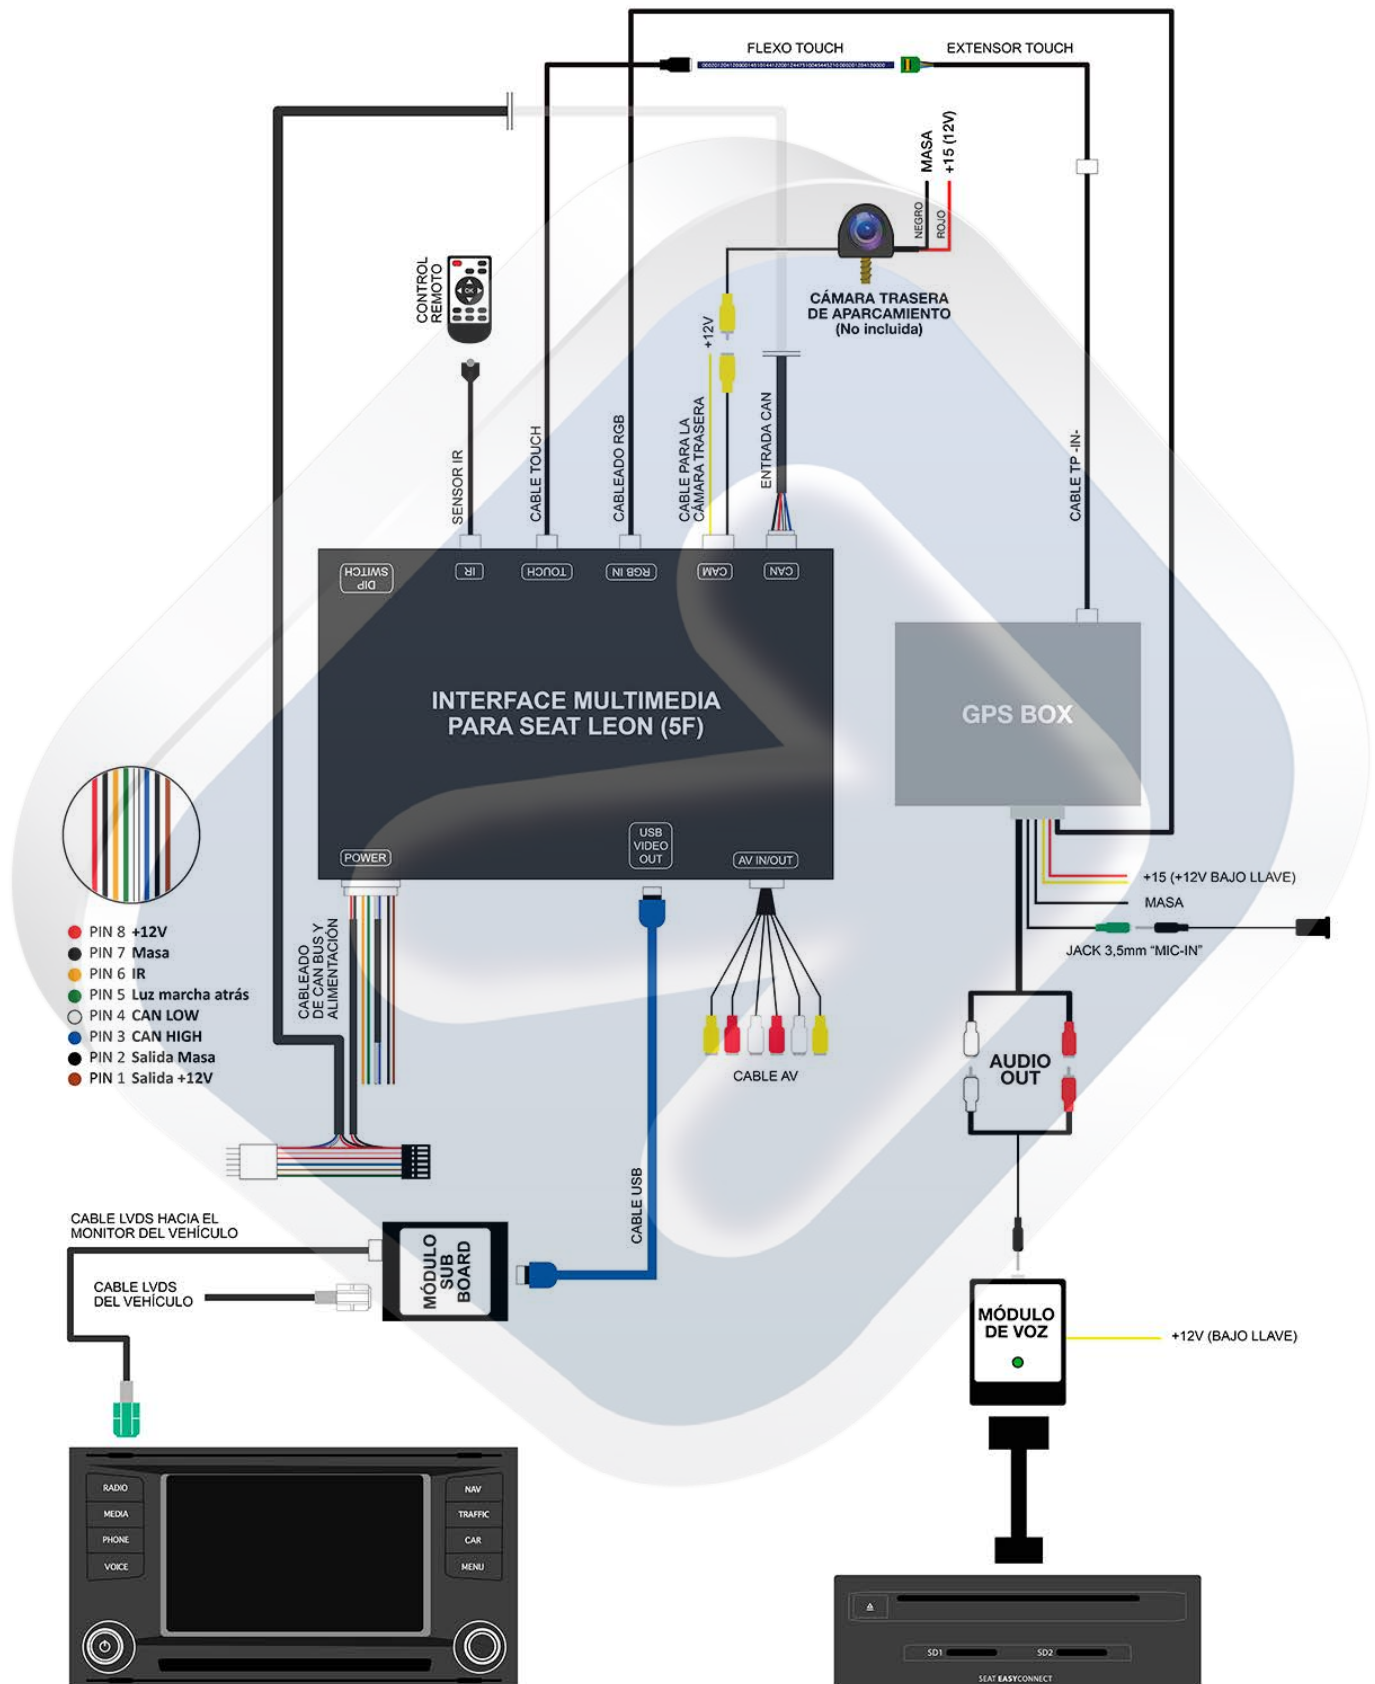 FLEXO TOUCH
EXTENSOR TOUCH
MASA
+15 (12V)
NEGRO
ROJO
CONTROL
REMOTO
CÁMARA TRASERA
DE APARCAMIENTO
(No incluida)
+12V
SENSOR IR
CABLE TOUCH
CABLEADO RGB
CABLE PARA LA
CÁMARA TRASERA
ENTRADA CAN
CABLE TP -IN-
OK
DIP
SWITCH
IR
TOUCH
RGB IN
CAM
CAN
INTERFACE MULTIMEDIA
PARA SEAT LEON (5F)
GPS BOX
POWER
USB
VIDEO
OUT
AV IN/OUT
+15 (+12V BAJO LLAVE)
MASA
JACK 3,5mm “MIC-IN”
PIN 8 +12V
PIN 7 Masa
PIN 6 IR
PIN 5 Luz marcha atrás
PIN 4 CAN LOW
PIN 3 CAN HIGH
PIN 2 Salida Masa
PIN 1 Salida +12V
CABLEADO
DE CAN BUS Y
ALIMENTACIÓN
CABLE AV
AUDIO
OUT
CABLE USB
CABLE LVDS HACIA EL
MONITOR DEL VEHÍCULO
CABLE LVDS
DEL VEHÍCULO
MÓDULO
SUB
BOARD
MÓDULO
DE VOZ
+12V (BAJO LLAVE)
RADIO
MEDIA
PHONE
VOICE
NAV
TRAFFIC
CAR
MENU
SD1
SD2
SEAT EASYCONNECT